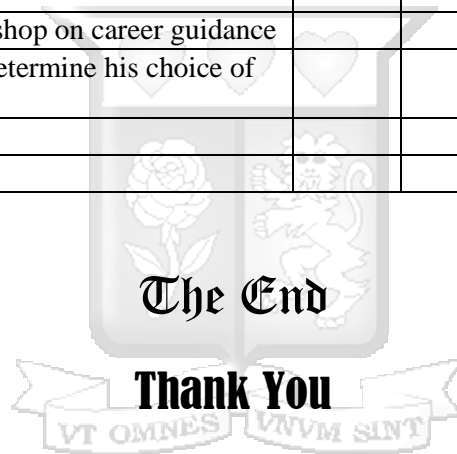 shop on career guidance
etermine his choice of
The End
Thank You
VT OMNES VNVM SINT